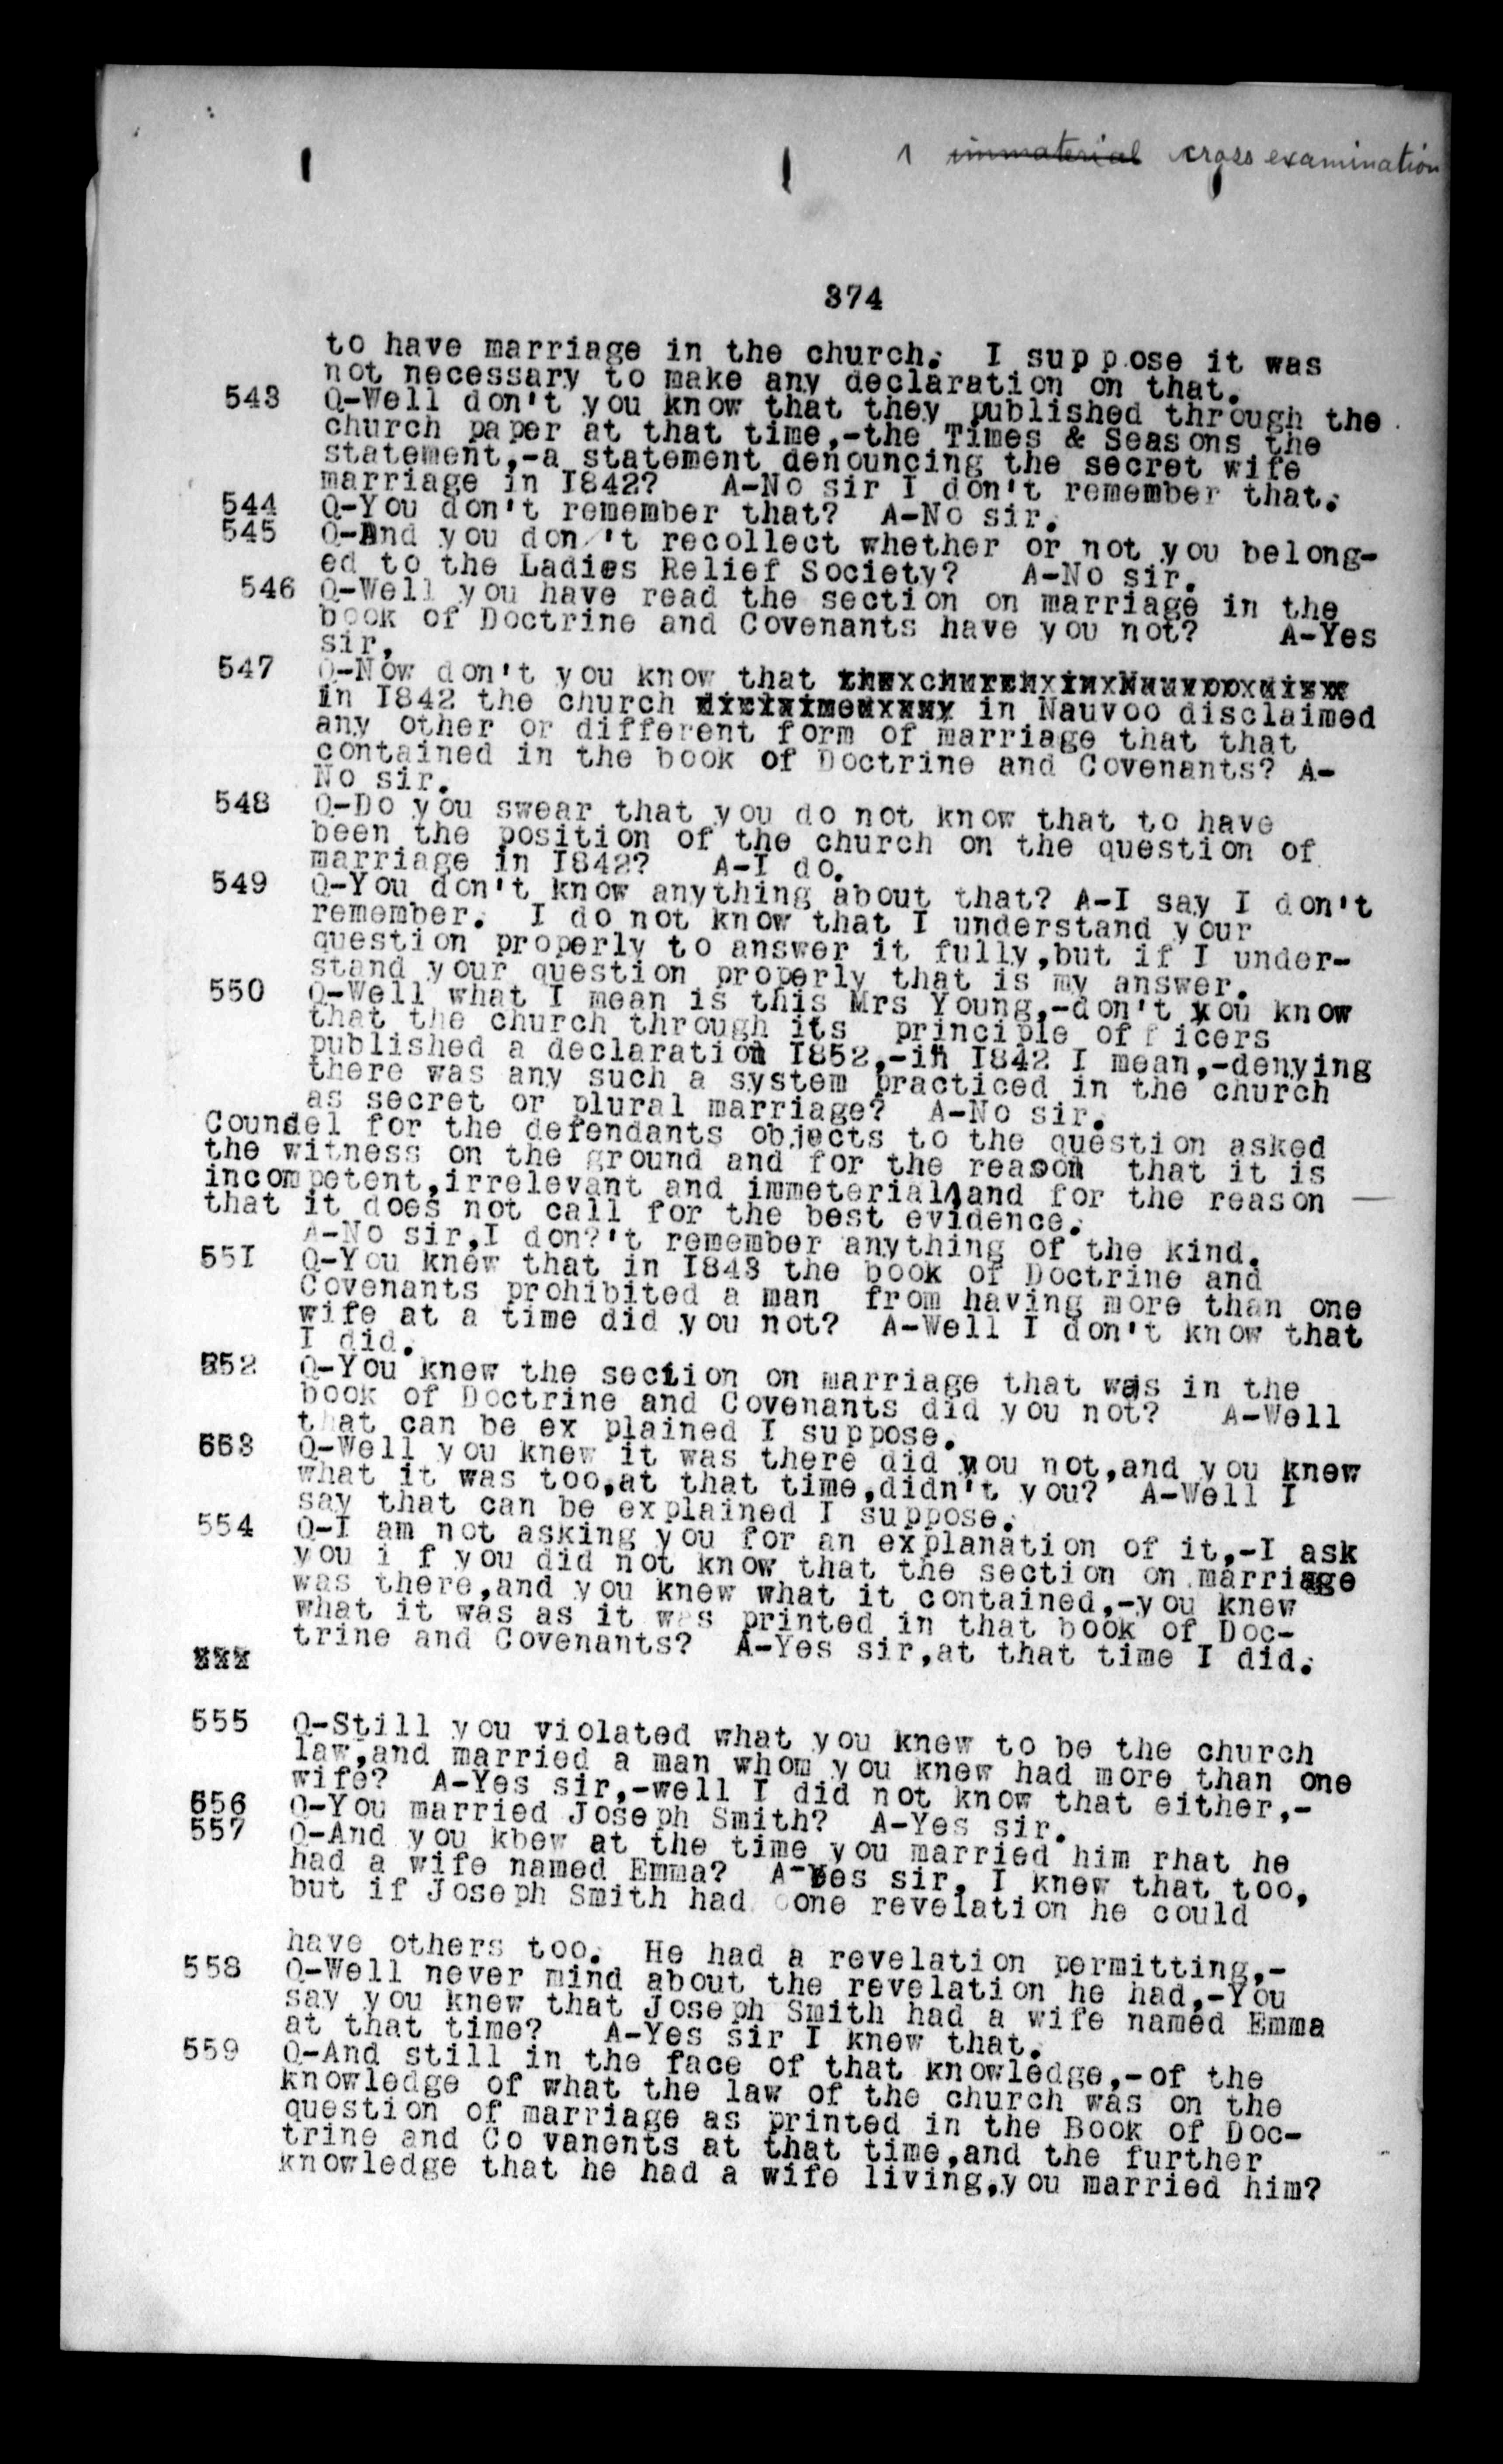 1 immaterial cross examination
374
to have marriage in the church. I supp.ose it was
not necessary to make any declaration on that.
543 Q-Well don't you know that they published through the
church paper at that time,-the Times & Seasons the
statement,-a statement denouncing the secret wife
marriage in I842? A-No sir I don't remember that.
544 Q-You don't remember that? A-No sir.
545 Q-And you don 't recollect whether or not you belong-
ed to the Ladies Relief Society? A-No sir.
546 Q-Well you have read the section on marriage in the
book of Doctrine and Covenants have you not? A-Yes
sir.
547 Q-Now don't you know that
in I842 the church in Nauvoo disclaimed
any other or different form of marriage that that
contained in the book of Doctrine and Covenants? A-
No sir.
548 Q-Do you swear that you do not know that to have
been the position of the church on the question of
marriage in I842? A-I do.
549 Q-You don't know anything about that? A-I say I don't
remember. I do not know that I understand your
question properly to answer it fully,but if I under-
stand your question properly that is my answer.
550 Q-Well what I mean is this Mrs Young,-don't you know
that the church through its principle officers
published a declaration I852,-in I842 I mean,-denying
there was any such a system practiced in the church
as secret or plural marriage? A-No sir.
Counsel for the defendants objects to the question asked
the witness on the ground and for the reason that it is
incompetent,irrelevant and immeterial,and for the reason
that it does not call for the best evidence.
A-No sir,I don?'t remember anything of the kind.
55I Q-You knew that in I843 the book of Doctrine and
Covenants prohibited a man from having more than one
wife at a time did you not? A-Well I don't know that
I did.
552 Q-You knew the section on marriage that was in the
book of Doctrine and Covenants did you not? A-Well
that can be ex plained I suppose.
553 Q-Well you knew it was there did you not,and you knew
what it was too,at that time,didn't you? A-Well I
say that can be explained I suppose.
554 Q-I am not asking you for an explanation of it,-I ask
you i f you did not know that the section on marriage
was there,and you knew what it contained,-you knew
what it was as it was printed in that book of Doc-
trine and Covenants? A-Yes sir,at that time I did.
xxx
555 Q-Still you violated what you knew to be the church
law,and married a man whom you knew had more than one
wife? A-Yes sir,-well I did not know that either,-
556 Q-You married Joseph Smith? A-Yes sir.
557 Q-And you kbew at the time you married him rhat he
had a wife named Emma? A-Yes sir, I knew that too,
but if Joseph Smith had one revelation he could
have others too. He had a revelation permitting,-
558 Q-Well never mind about the revelation he had,-You
say you knew that Joseph Smith had a wife named Emma
at that time? A-Yes sir I knew that.
559 Q-And still in the face of that knowledge,-of the
knowledge of what the law of the church was on the
question of marriage as printed in the Book of Doc-
trine and Co vanents at that time,and the further
knowledge that he had a wife living,you married him?